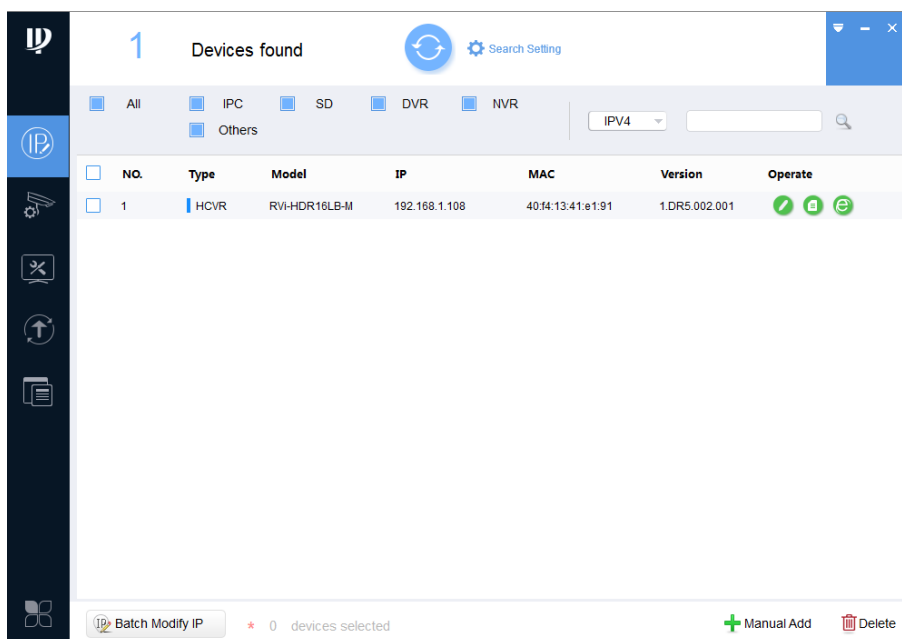 1 Devices found Search Setting
All IPC SD DVR NVR
Others
IPV4
IP
NO. Type Model IP MAC Version Operate
1 HCVR RVi-HDR16LB-M 192.168.1.108 40:f4:13:41:e1:91 1.DR5.002.001
IP Batch Modify IP * 0 devices selected Manual Add Delete